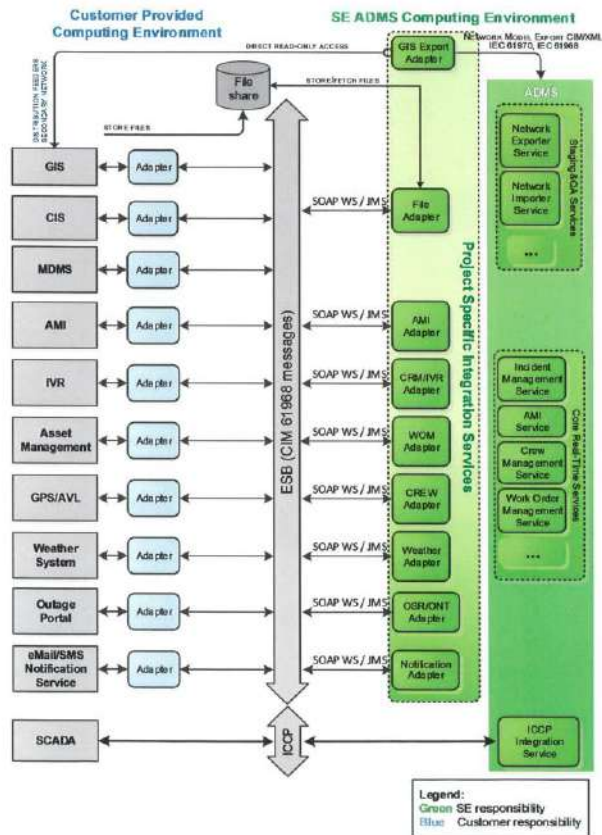 Customer Provided
Computing Environment
SE ADMS Computing Environment
DIRECT READ-ONLY ACCESS
GIS Export
Adapter
NETWORK MODEL EXPORT CIM/XML
IEC 61970, IEC 61968
DISTRIBUTION FEEDERS
SECONDARY NETWORK
File
share
STORE/FETCH FILES
STORE FILES
ADMS
Network
Exporter
Service
Network
Importer
Service
...
Staging&QA Services
GIS
Adapter
CIS
Adapter
SOAP WS / JMS
File
Adapter
MDMS
Adapter
AMI
Adapter
SOAP WS / JMS
AMI
Adapter
IVR
Adapter
SOAP WS / JMS
CRM/IVR
Adapter
Asset
Management
Adapter
SOAP WS / JMS
WOM
Adapter
GPS/AVL
Adapter
SOAP WS / JMS
CREW
Adapter
Weather
System
Adapter
SOAP WS / JMS
Weather
Adapter
Outage
Portal
Adapter
SOAP WS / JMS
OSR/ONT
Adapter
eMail/SMS
Notification
Service
Adapter
SOAP WS / JMS
Notification
Adapter
ESB (CIM 61968 messages)
Project Specific Integration Services
Incident
Management
Service
AMI
Service
Crew
Management
Service
Work Order
Management
Service
...
Core Real-Time Services
SCADA
ICCP
ICCP
Integration
Service
Legend:
Green SE responsibility
Blue Customer responsibility